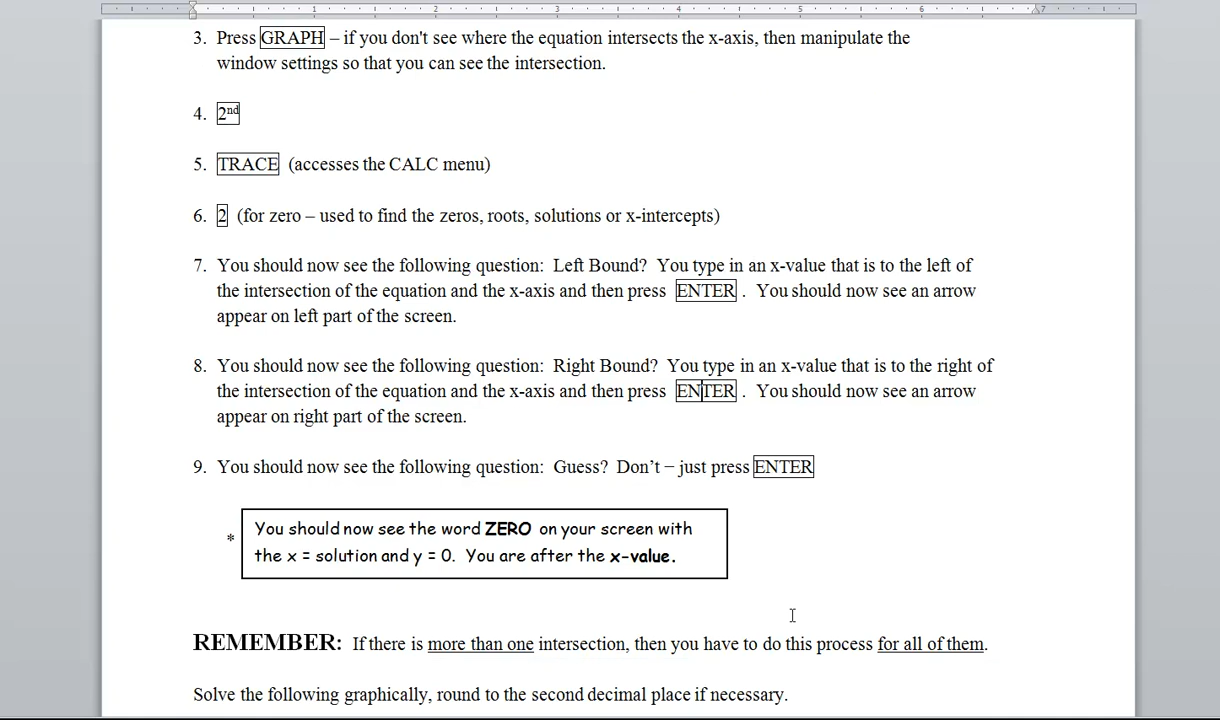 1 2 3 4 5 6 7
3. Press GRAPH – if you don't see where the equation intersects the x-axis, then manipulate the
window settings so that you can see the intersection.
4. 2nd
5. TRACE (accesses the CALC menu)
6. 2 (for zero – used to find the zeros, roots, solutions or x-intercepts)
7. You should now see the following question: Left Bound? You type in an x-value that is to the left of
the intersection of the equation and the x-axis and then press ENTER . You should now see an arrow
appear on left part of the screen.
8. You should now see the following question: Right Bound? You type in an x-value that is to the right of
the intersection of the equation and the x-axis and then press ENTER . You should now see an arrow
appear on right part of the screen.
9. You should now see the following question: Guess? Don't – just press ENTER
You should now see the word ZERO on your screen with
* the x = solution and y = 0. You are after the x-value.
REMEMBER: If there is more than one intersection, then you have to do this process for all of them.
Solve the following graphically, round to the second decimal place if necessary.